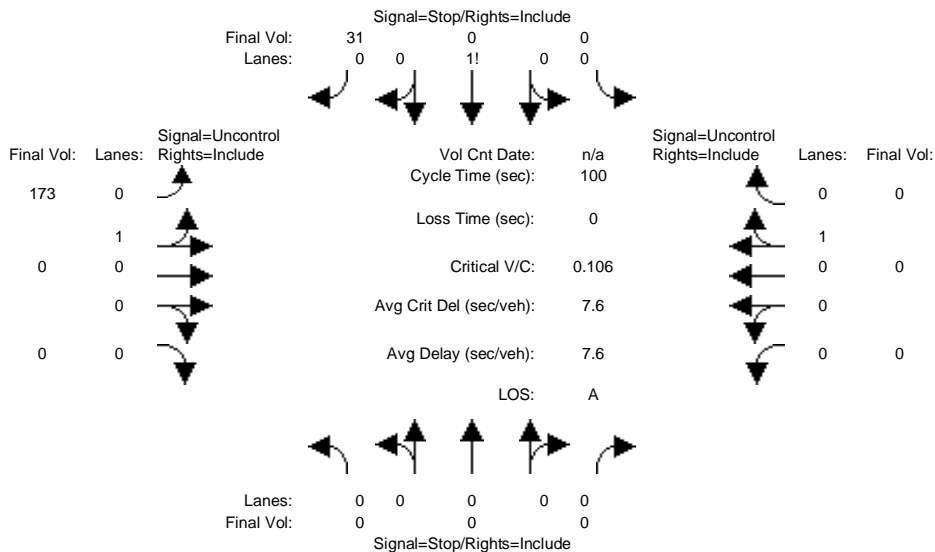 Signal=Stop/Rights=Include
Final Vol: 31 0 0
Lanes: 0 0 1! 0 0
Signal=Uncontrol Signal=Uncontrol
Final Vol: Lanes: Rights=Include Vol Cnt Date: n/a Rights=Include Lanes: Final Vol:
Cycle Time (sec): 100
173 0 0 0
Loss Time (sec): 0
1 1
0 0 Critical V/C: 0.106 0 0
0 Avg Crit Del (sec/veh): 7.6 0
0 0 Avg Delay (sec/veh): 7.6 0 0
LOS: A
Lanes: 0 0 0 0 0
Final Vol: 0 0 0
Signal=Stop/Rights=Include